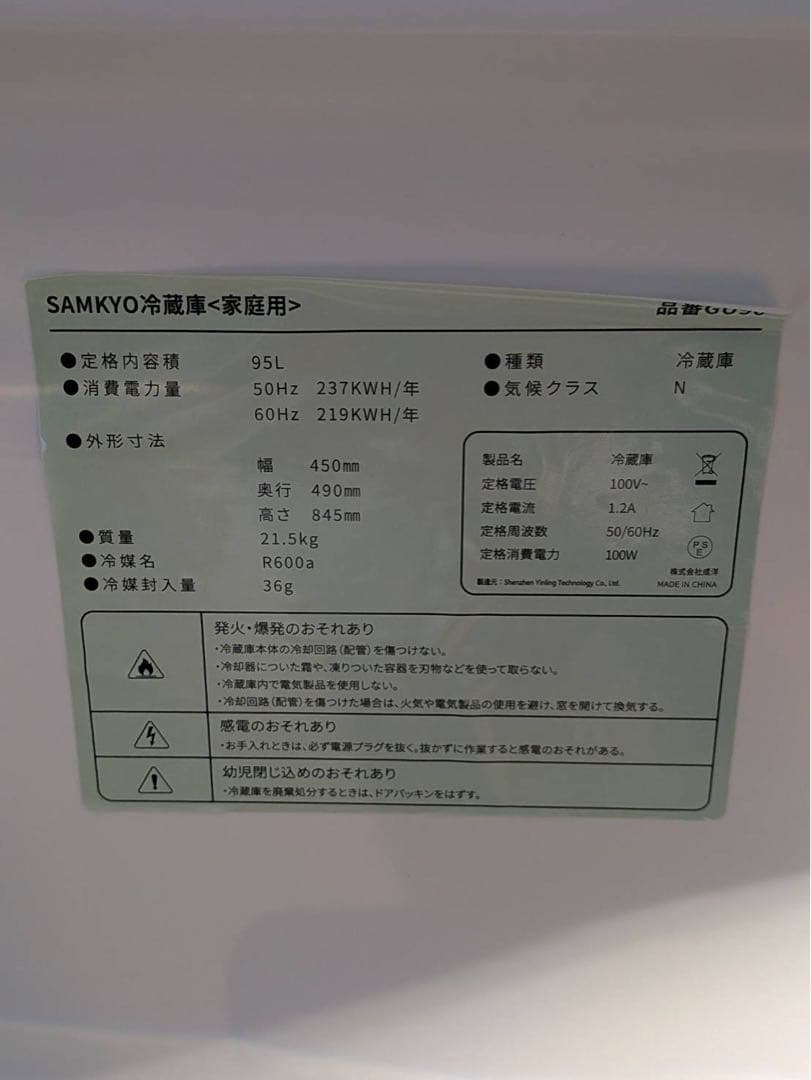 SAMKYO冷蔵庫<家庭用> 品番
●定格内容積 95L
●消費電力量 50Hz 237KWH/年
60Hz 219KWH/年
●外形寸法
幅 450mm
奥行 490mm
高さ 845mm
●質量 21.5kg
●冷媒名 R600a
●冷媒封入量 36g
●種類 冷蔵庫
●気候クラス N
製品名 冷蔵庫
定格電圧 100V~
定格電流 1.2A
定格周波数 50/60Hz
定格消費電力 100W
PS
E
株式会社成洋
製造元:Shenzhen Yinling Technology Co., Ltd. MADE IN CHINA
発火・爆発のおそれあり
・冷蔵庫本体の冷却回路(配管)を傷つけない。
・冷却器についた霜や、凍りついた容器を刃物などを使って取らない。
・冷蔵庫内で電気製品を使用しない。
・冷却回路(配管)を傷つけた場合は、火気や電気製品の使用を避け、窓を開けて換気する。
感電のおそれあり
・お手入れときは、必ず電源プラグを抜く。抜かずに作業すると感電のおそれがある。
幼児閉じ込めのおそれあり
・冷蔵庫を廃棄処分するときは、ドアパッキンをはずす。